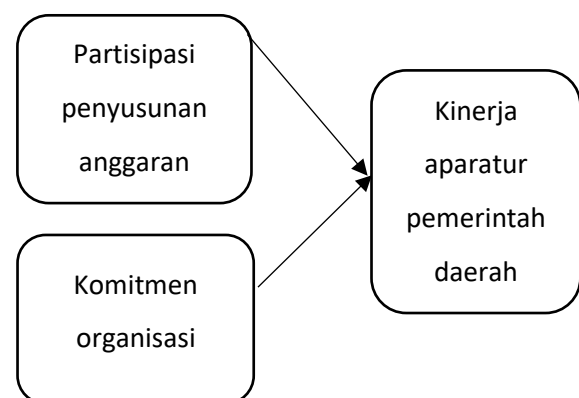 Partisipasi
penyusunan
anggaran
Kinerja
aparatur
pemerintah
daerah
Komitmen
organisasi